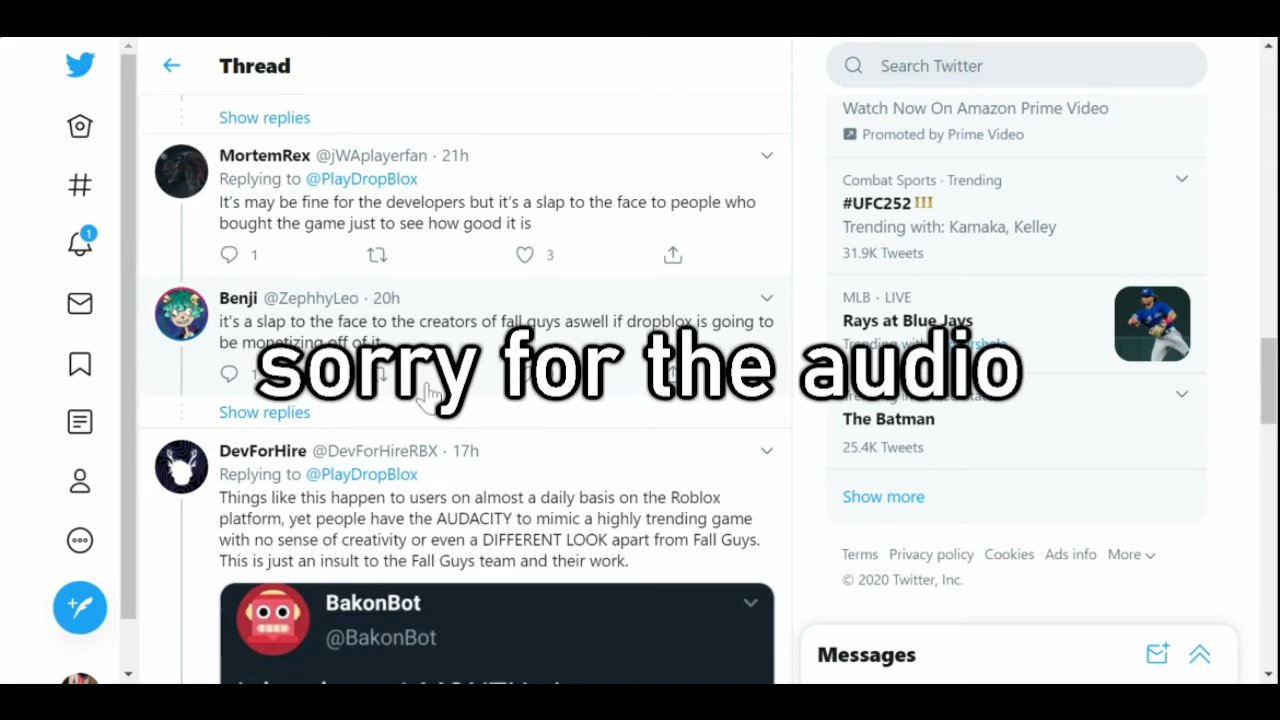 Thread
Search Twitter
Show replies
Watch Now On Amazon Prime Video
Promoted by Prime Video
MortemRex @jWAplayerfan · 21h
Replying to @PlayDropBlox
It's may be fine for the developers but it's a slap to the face to people who
bought the game just to see how good it is
1
3
Combat Sports · Trending
#UFC252
Trending with: Kamaka, Kelley
31.9K Tweets
1
Benji @ZephhyLeo · 20h
it's a slap to the face to the creators of fall guys aswell if dropblox is going to
be monetizing off of it
MLB · LIVE
Rays at Blue Jays
Trending with
sorry for the audio
Show replies
The Batman
25.4K Tweets
Show more
DevForHire @DevForHireRBX · 17h
Replying to @PlayDropBlox
Things like this happen to users on almost a daily basis on the Roblox
platform, yet people have the AUDACITY to mimic a highly trending game
with no sense of creativity or even a DIFFERENT LOOK apart from Fall Guys.
This is just an insult to the Fall Guys team and their work.
Terms Privacy policy Cookies Ads info More
© 2020 Twitter, Inc.
BakonBot
@BakonBot
Messages